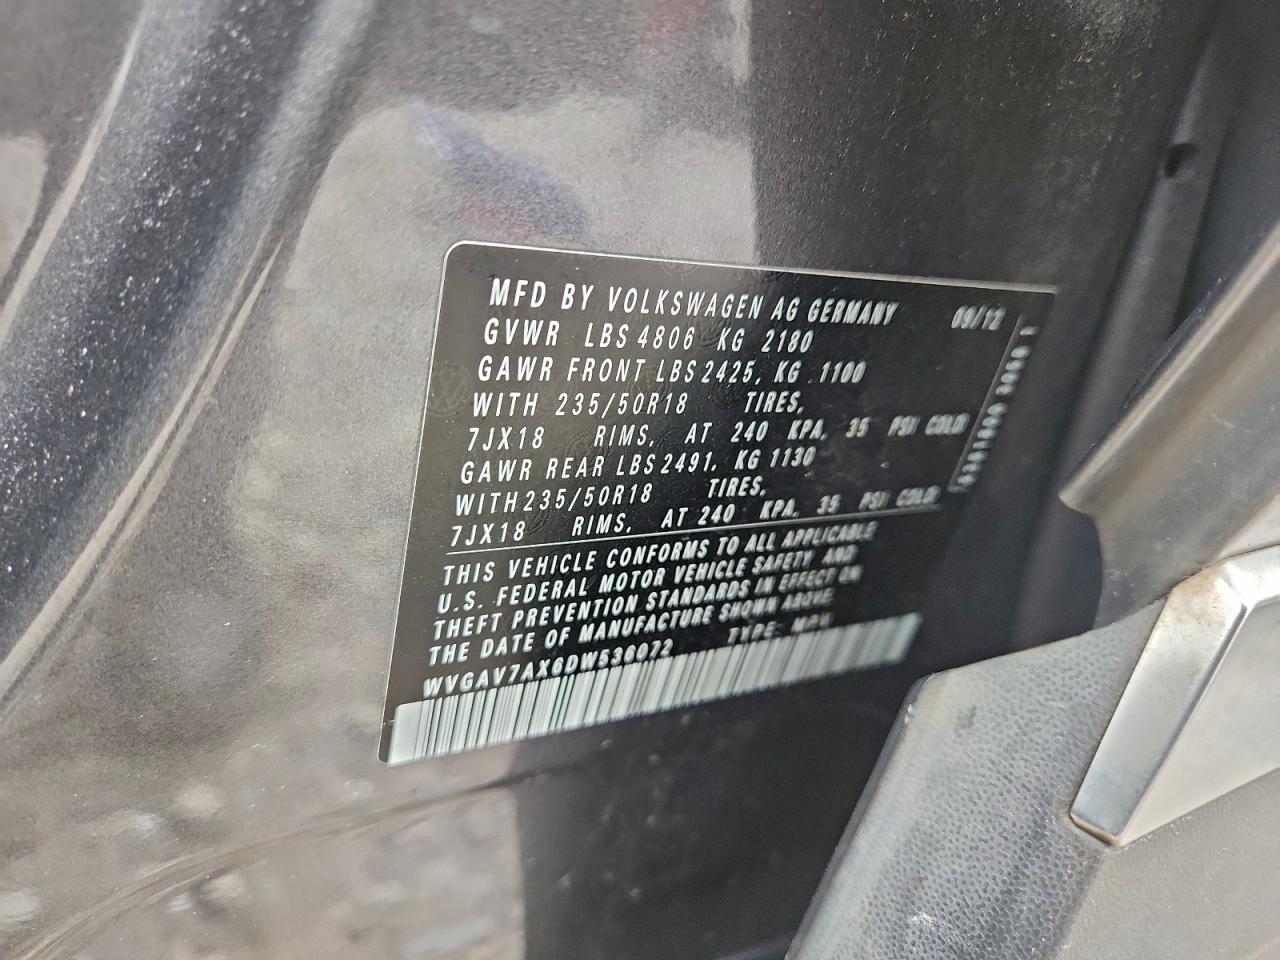 MFD BY VOLKSWAGEN AG GERMANY 09/12
GVWR LBS 4806 KG 2180
GAWR FRONT LBS 2425, KG 1100
WITH 235/50R18 TIRES,
7JX18 RIMS, AT 240 KPA, 35 PSI COLD
GAWR REAR LBS 2491, KG 1130
WITH 235/50R18 TIRES,
7JX18 RIMS, AT 240 KPA, 35 PSI COLD
THIS VEHICLE CONFORMS TO ALL APPLICABLE
U.S. FEDERAL MOTOR VEHICLE SAFETY AND
THEFT PREVENTION STANDARDS IN EFFECT ON
THE DATE OF MANUFACTURE SHOWN ABOVE
WVGAV7AX6DW536072 TYPE: MPV